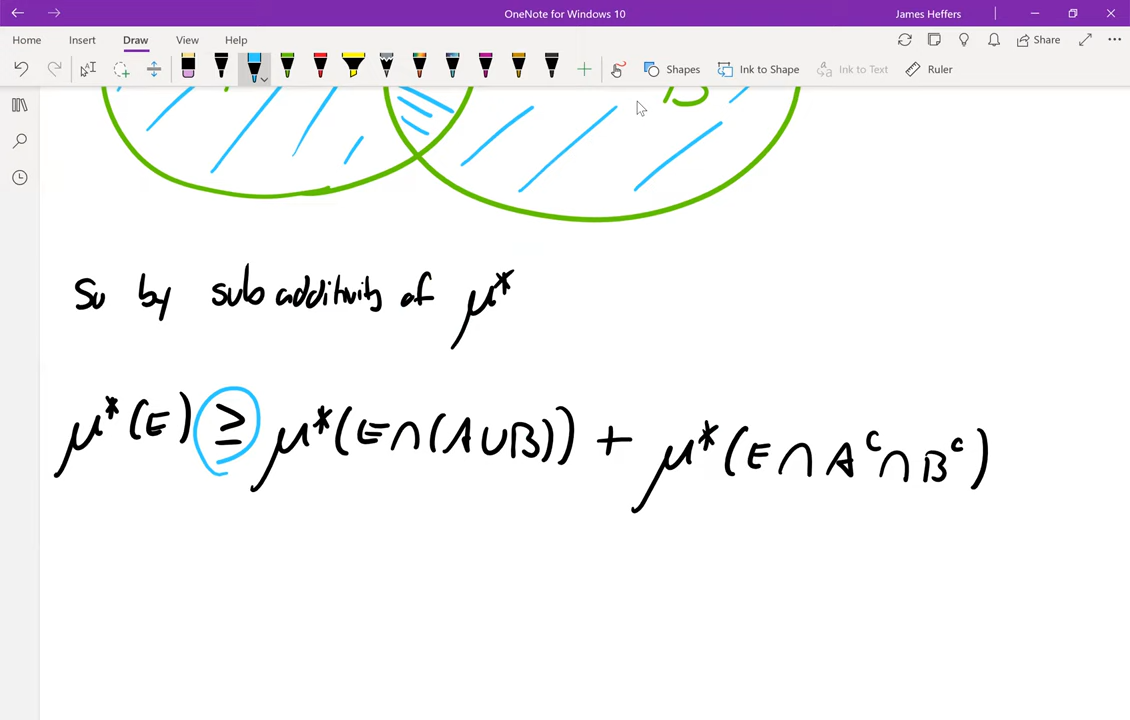 OneNote for Windows 10
James Heffers
Home Insert Draw View Help
Share
Shapes Ink to Shape Ink to Text Ruler
B
So by subadditivity of μ*
μ*(E) ≥ μ*(E∩(A∪B)) + μ*(E∩A^c∩B^c)